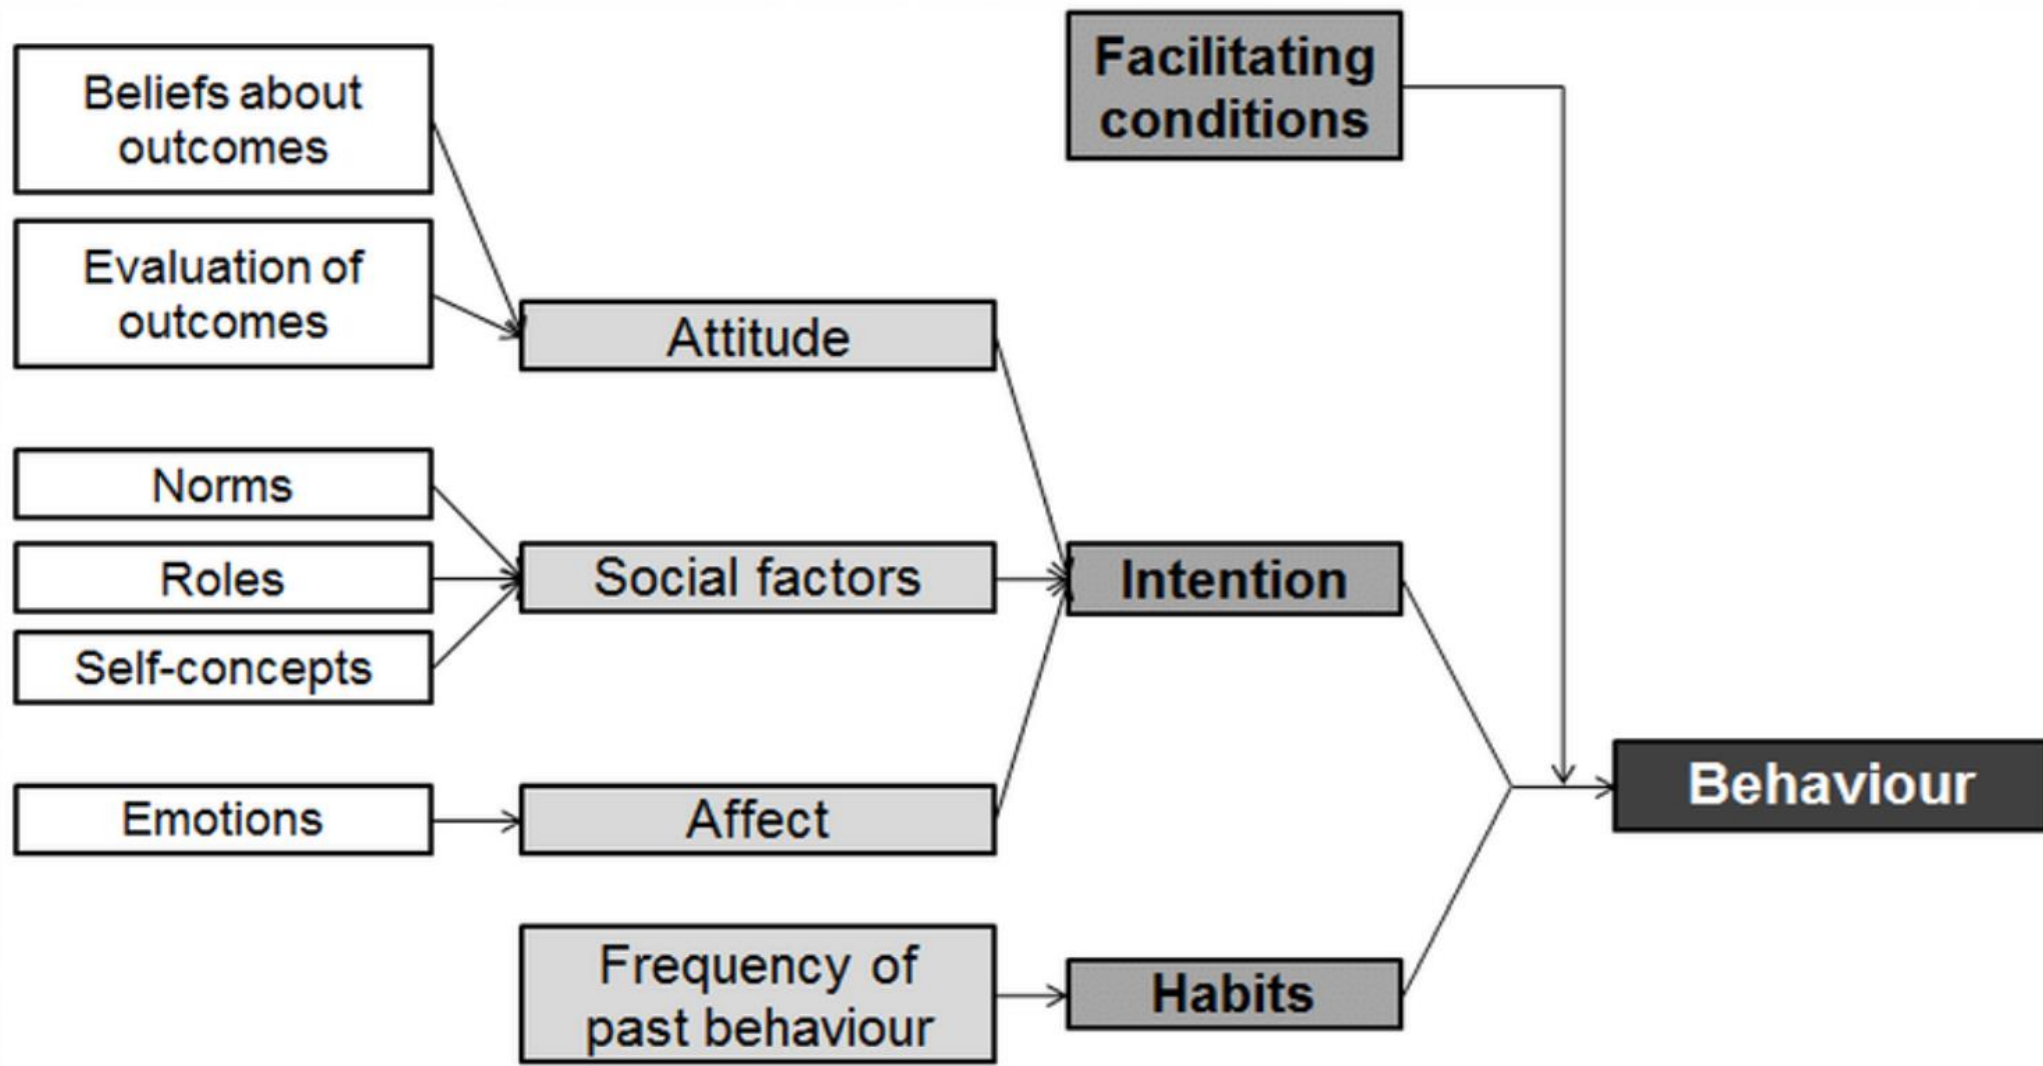 Beliefs about
outcomes
Evaluation of
outcomes
Norms
Roles
Self-concepts
Emotions
Attitude
Social factors
Affect
Frequency of
past behaviour
Facilitating
conditions
Intention
Habits
Behaviour